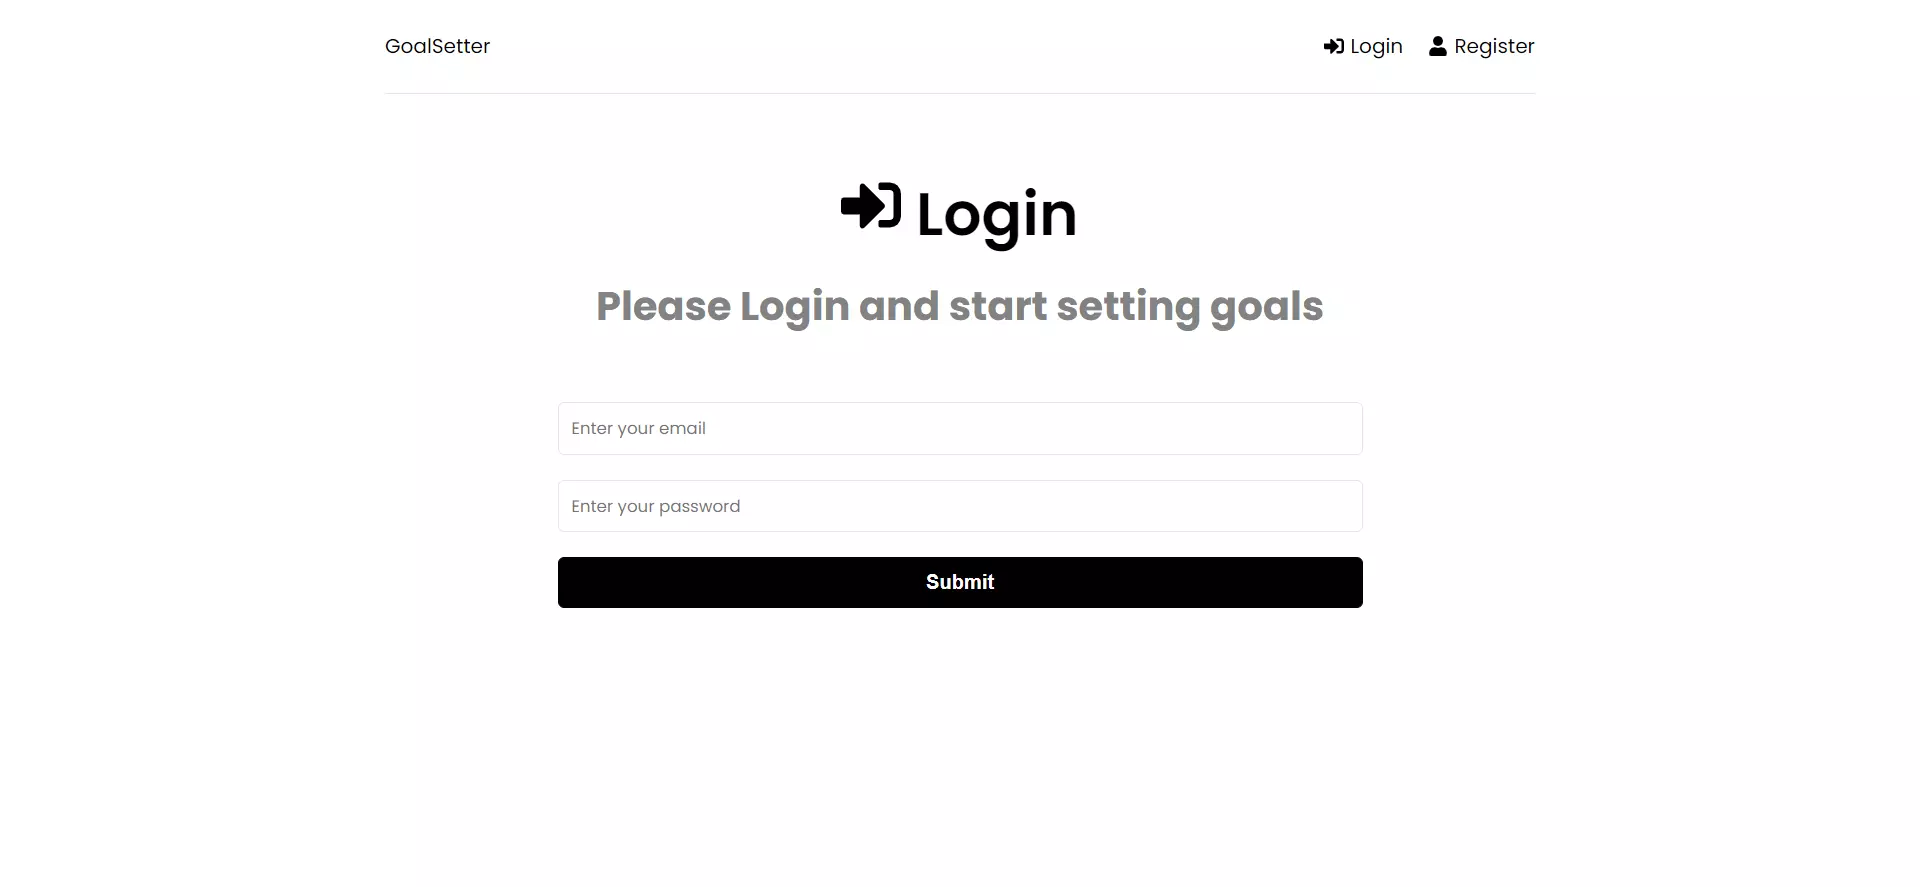 GoalSetter
Login
Register
Login
Please Login and start setting goals
Enter your email
Enter your password
Submit